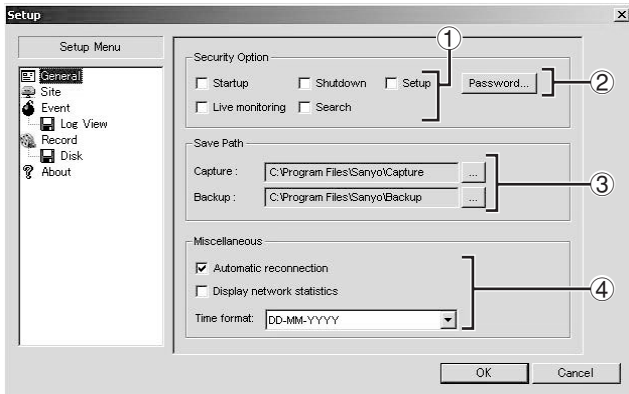 Setup
Setup Menu
General
Site
Event
Log View
Record
Disk
About
Security Option
Startup
Shutdown
Setup
Password...
Live monitoring
Search
Save Path
Capture :
C:\Program Files\Sanyo\Capture
...
Backup :
C:\Program Files\Sanyo\Backup
...
Miscellaneous
Automatic reconnection
Display network statistics
Time format:
DD-MM-YYYY
OK
Cancel
1
2
3
4